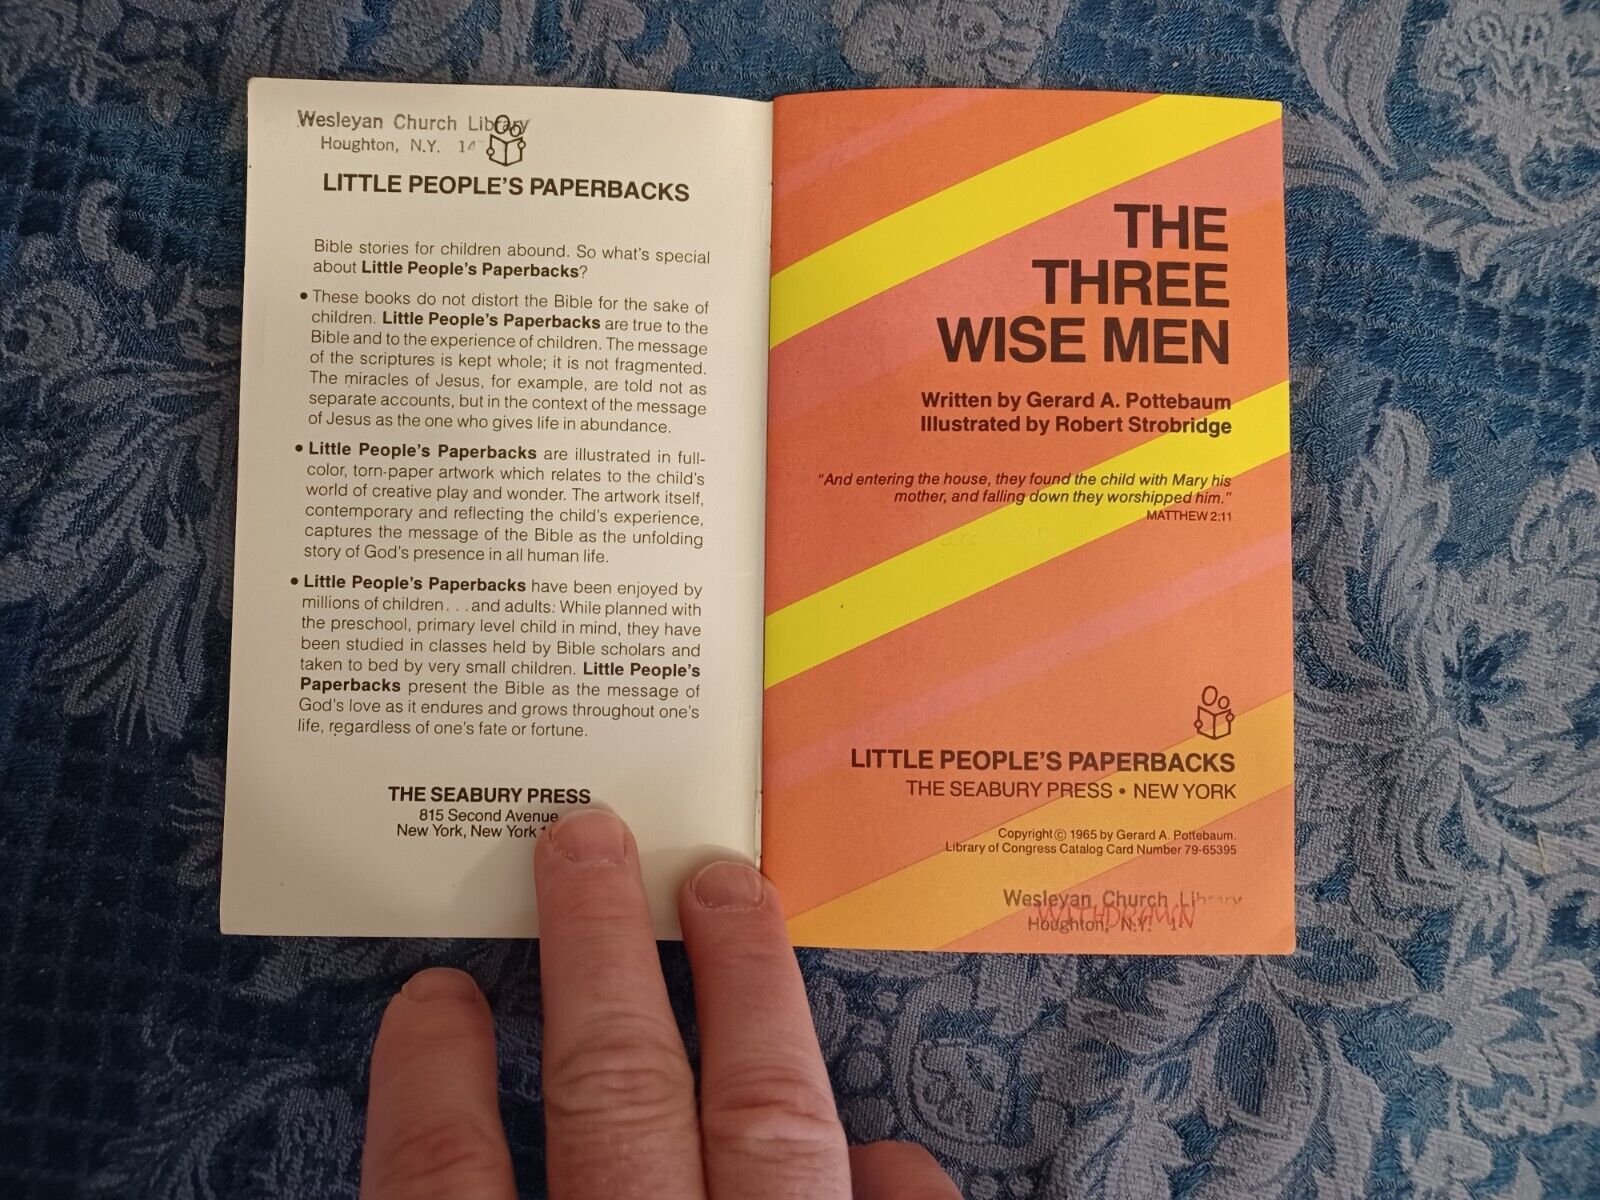 Wesleyan Church Library
Houghton, N.Y.
LITTLE PEOPLE'S PAPERBACKS
Bible stories for children abound. So what's special
about Little People's Paperbacks?
• These books do not distort the Bible for the sake of
children. Little People's Paperbacks are true to the
Bible and to the experience of children. The message
of the scriptures is kept whole; it is not fragmented.
The miracles of Jesus, for example, are told not as
separate accounts, but in the context of the message
of Jesus as the one who gives life in abundance.
• Little People's Paperbacks are illustrated in full-
color, torn-paper artwork which relates to the child's
world of creative play and wonder. The artwork itself,
contemporary and reflecting the child's experience,
captures the message of the Bible as the unfolding
story of God's presence in all human life.
• Little People's Paperbacks have been enjoyed by
millions of children . . . and adults. While planned with
the preschool, primary level child in mind, they have
been studied in classes held by Bible scholars and
taken to bed by very small children. Little People's
Paperbacks present the Bible as the message of
God's love as it endures and grows throughout one's
life, regardless of one's fate or fortune.
THE SEABURY PRESS
815 Second Avenue
New York, New York
THE
THREE
WISE MEN
Written by Gerard A. Pottebaum
Illustrated by Robert Strobridge
"And entering the house, they found the child with Mary his
mother, and falling down they worshipped him."
MATTHEW 2:11
LITTLE PEOPLE'S PAPERBACKS
THE SEABURY PRESS • NEW YORK
Copyright © 1965 by Gerard A. Pottebaum.
Library of Congress Catalog Card Number 79-65395
Wesleyan Church Library
WITHDRAWN
Houghton, N.Y.